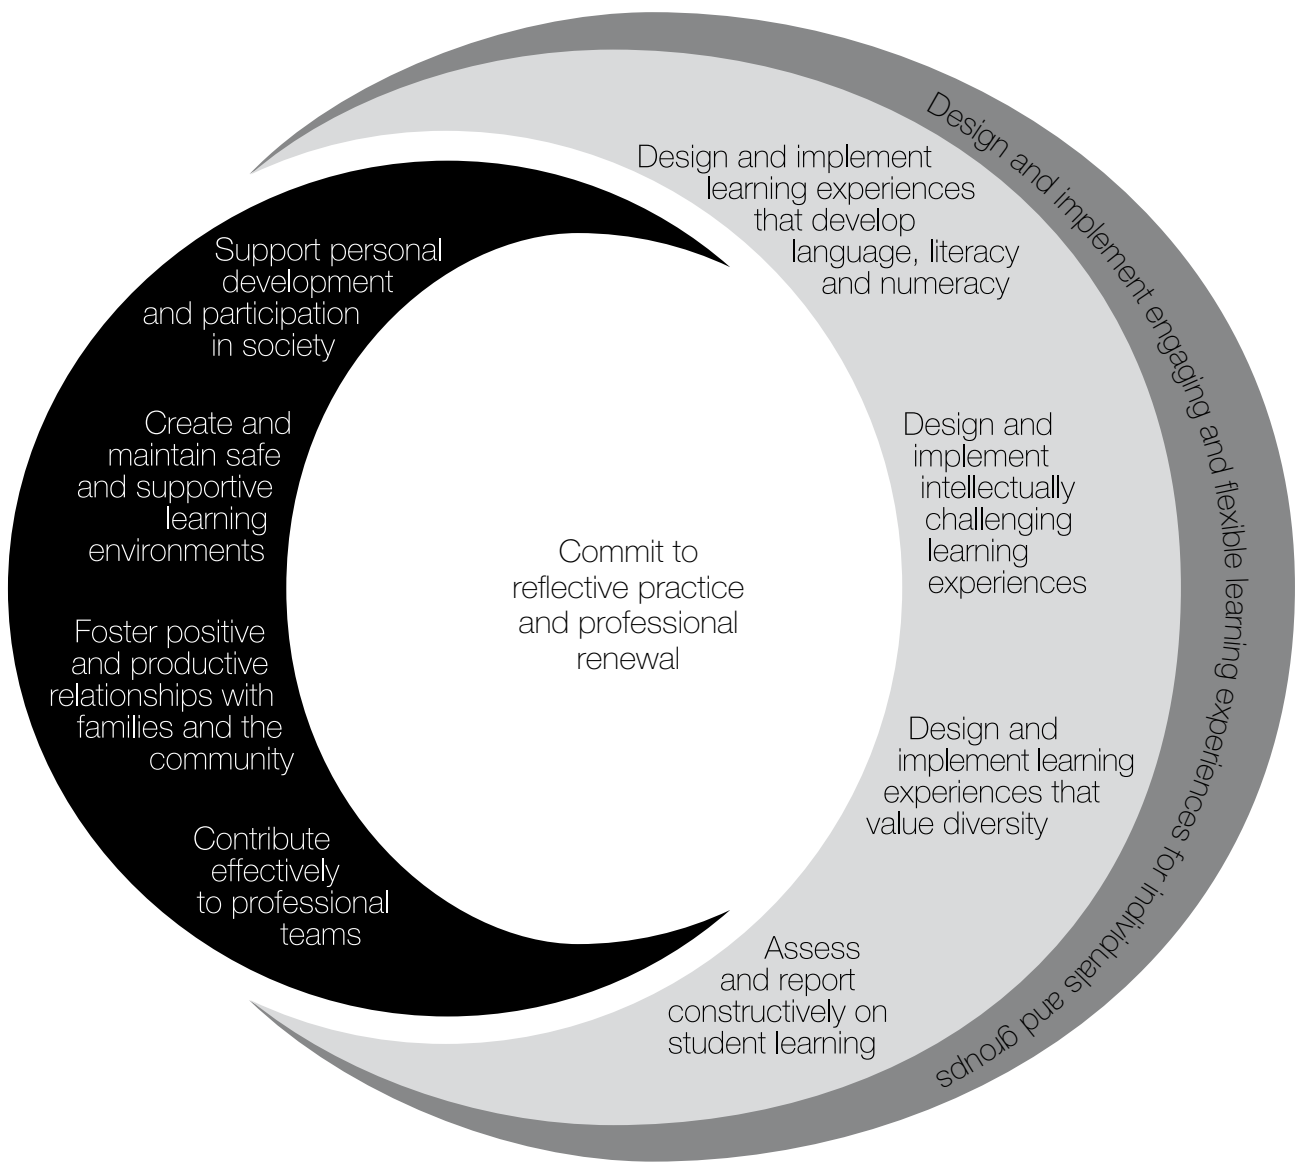 Design and implement engaging and flexible learning experiences for individuals and groups
Design and implement
learning experiences
that develop
language, literacy
and numeracy
Support personal
development
and participation
in society
Create and
maintain safe
and supportive
learning
environments
Design and
implement
intellectually
challenging
learning
experiences
Commit to
reflective practice
and professional
renewal
Foster positive
and productive
relationships with
families and the
community
Design and
implement learning
experiences that
value diversity
Contribute
effectively
to professional
teams
Assess
and report
constructively on
student learning